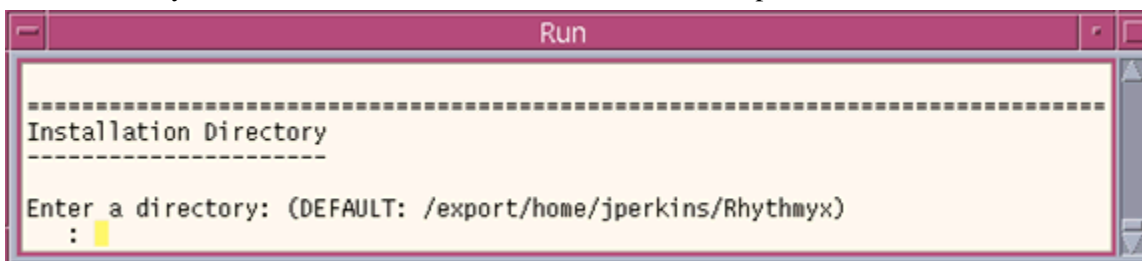 Run
==============================================================================
Installation Directory
----------------------
Enter a directory: (DEFAULT: /export/home/jperkins/Rhythmyx)
: